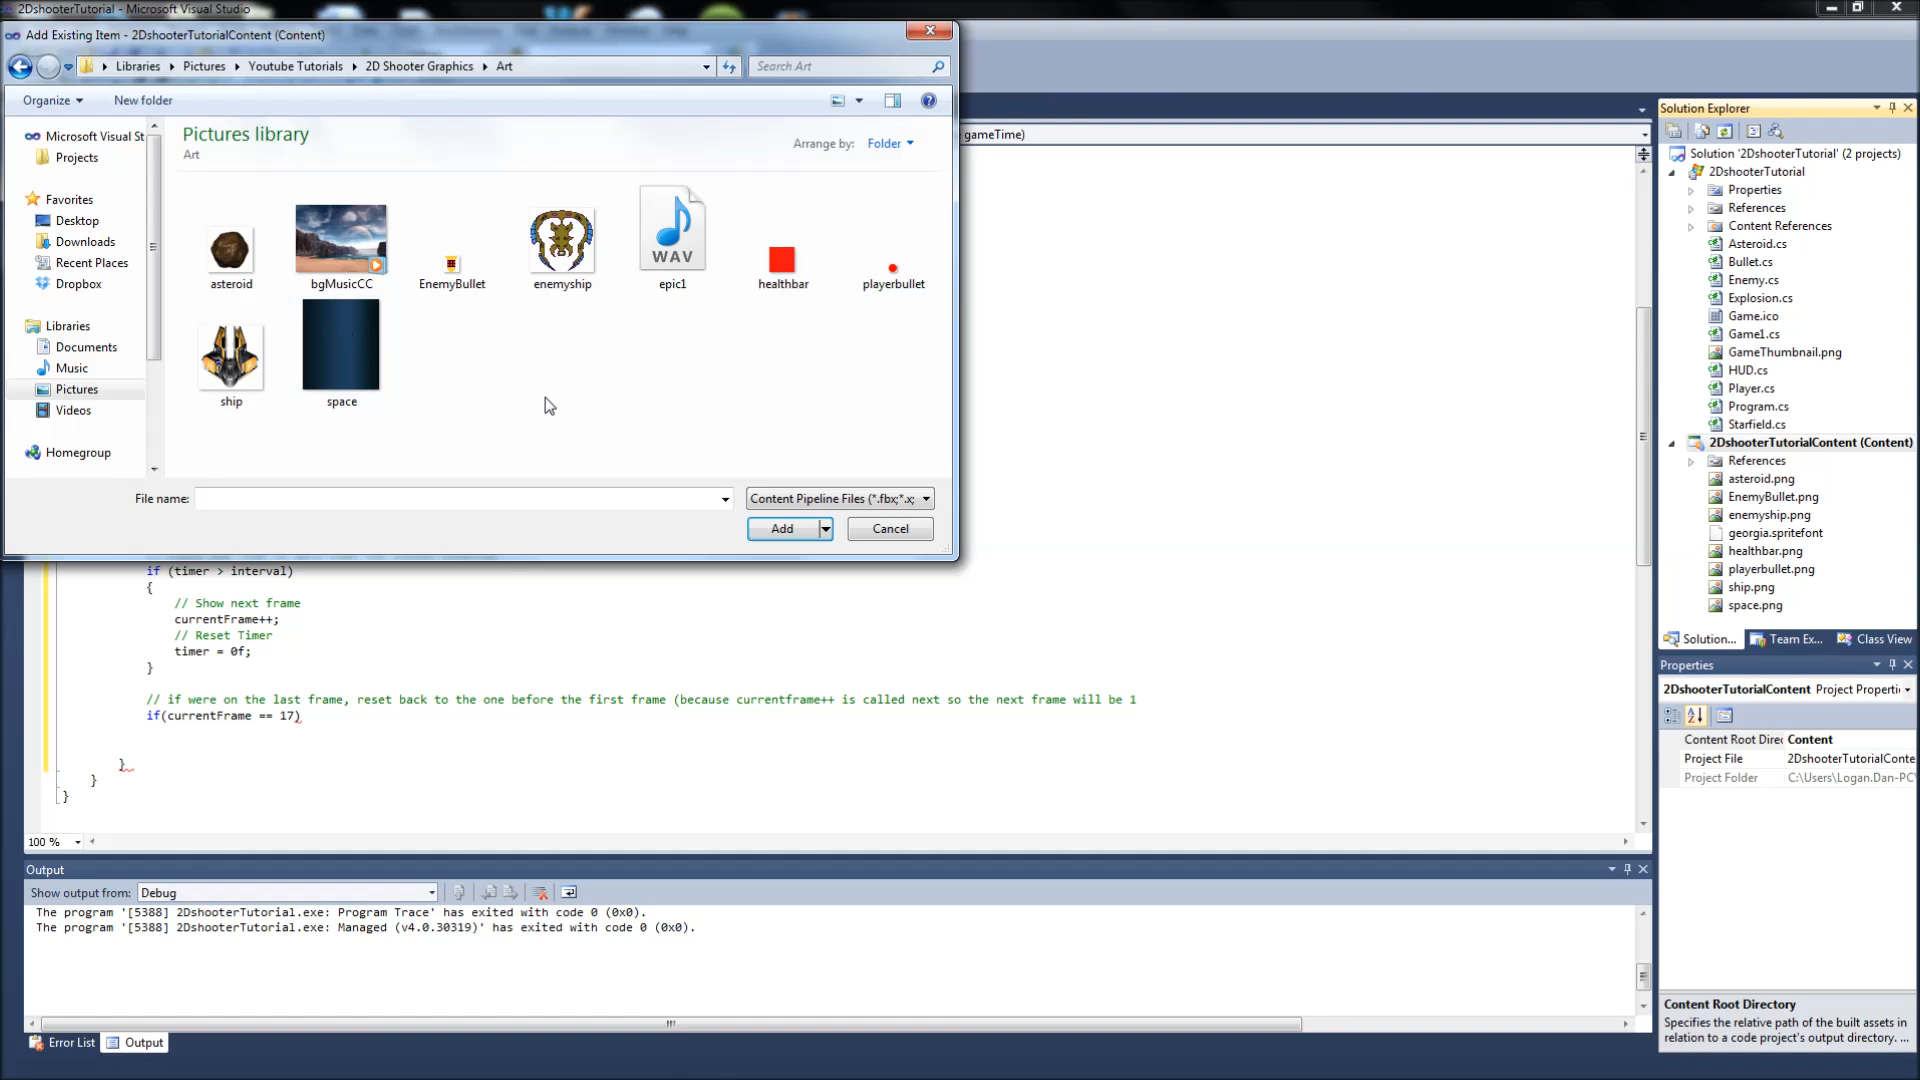 2DshooterTutorial - Microsoft Visual Studio
Add Existing Item - 2DshooterTutorialContent (Content)
Libraries Pictures Youtube Tutorials 2D Shooter Graphics Art
Search Art
Organize New folder
Microsoft Visual St
Projects
Favorites
Desktop
Downloads
Recent Places
Dropbox
Libraries
Documents
Music
Pictures
Videos
Homegroup
Pictures library
Art
Arrange by: Folder
WAV
asteroid bgMusicCC EnemyBullet enemyship epic1 healthbar playerbullet
ship space
File name:
Content Pipeline Files (*.fbx;*.x;
Add Cancel
gameTime)
if (timer > interval)
{
// Show next frame
currentFrame++;
// Reset Timer
timer = 0f;
}
// if were on the last frame, reset back to the one before the first frame (because currentframe++ is called next so the next frame will be 1
if(currentFrame == 17)
}
}
}
100 %
Output
Show output from: Debug
The program '[5388] 2DshooterTutorial.exe: Program Trace' has exited with code 0 (0x0).
The program '[5388] 2DshooterTutorial.exe: Managed (v4.0.30319)' has exited with code 0 (0x0).
Error List Output
Solution Explorer
Solution '2DshooterTutorial' (2 projects)
2DshooterTutorial
Properties
References
Content References
Asteroid.cs
Bullet.cs
Enemy.cs
Explosion.cs
Game.ico
Game1.cs
GameThumbnail.png
HUD.cs
Player.cs
Program.cs
Starfield.cs
2DshooterTutorialContent (Content)
References
asteroid.png
EnemyBullet.png
enemyship.png
georgia.spritefont
healthbar.png
playerbullet.png
ship.png
space.png
Solution... Team Ex... Class View
Properties
2DshooterTutorialContent Project Properti
Content Root Direc Content
Project File 2DshooterTutorialConte
Project Folder C:\Users\Logan.Dan-PC\
Content Root Directory
Specifies the relative path of the built assets in
relation to a code project's output directory. ...